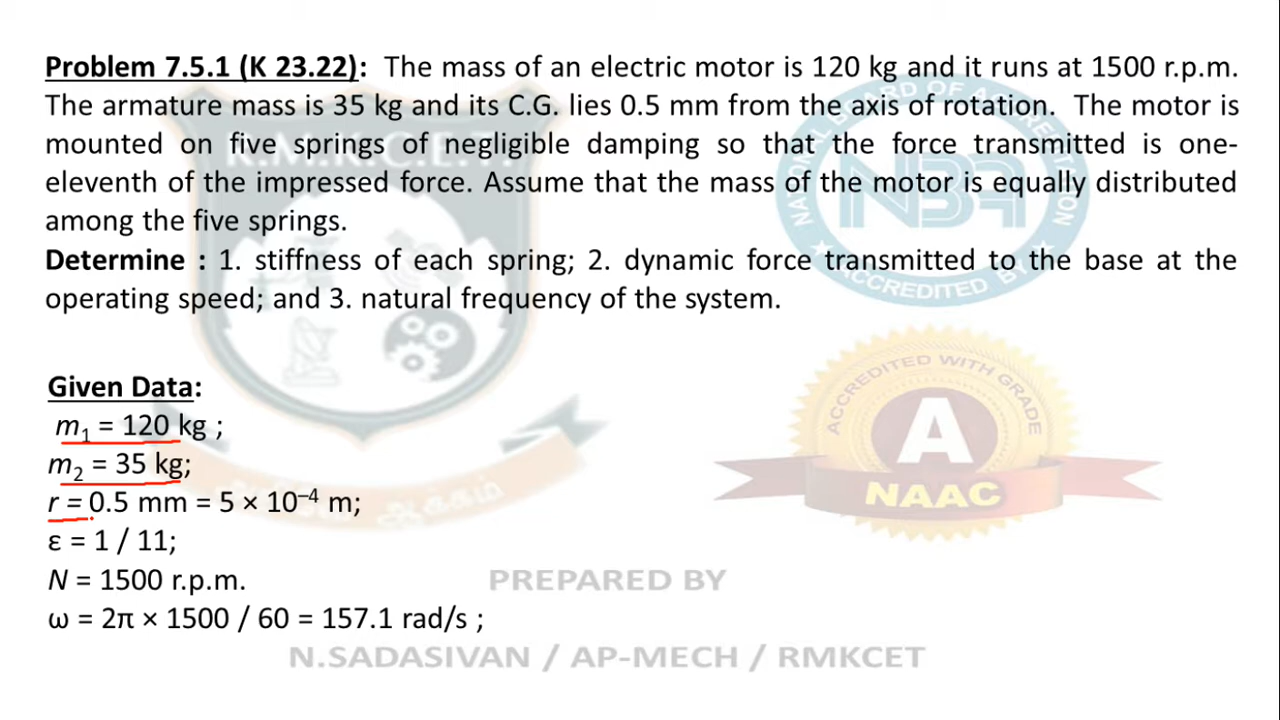 Problem 7.5.1 (K 23.22): The mass of an electric motor is 120 kg and it runs at 1500 r.p.m.
The armature mass is 35 kg and its C.G. lies 0.5 mm from the axis of rotation. The motor is
mounted on five springs of negligible damping so that the force transmitted is one-
eleventh of the impressed force. Assume that the mass of the motor is equally distributed
among the five springs.
Determine : 1. stiffness of each spring; 2. dynamic force transmitted to the base at the
operating speed; and 3. natural frequency of the system.
Given Data:
m₁ = 120 kg ;
m₂ = 35 kg;
r = 0.5 mm = 5 × 10⁻⁴ m;
ε = 1 / 11;
N = 1500 r.p.m.
ω = 2π × 1500 / 60 = 157.1 rad/s ;
ACCREDITED WITH GRADE
A
NAAC
PREPARED BY
N.SADASIVAN / AP-MECH / RMKCET